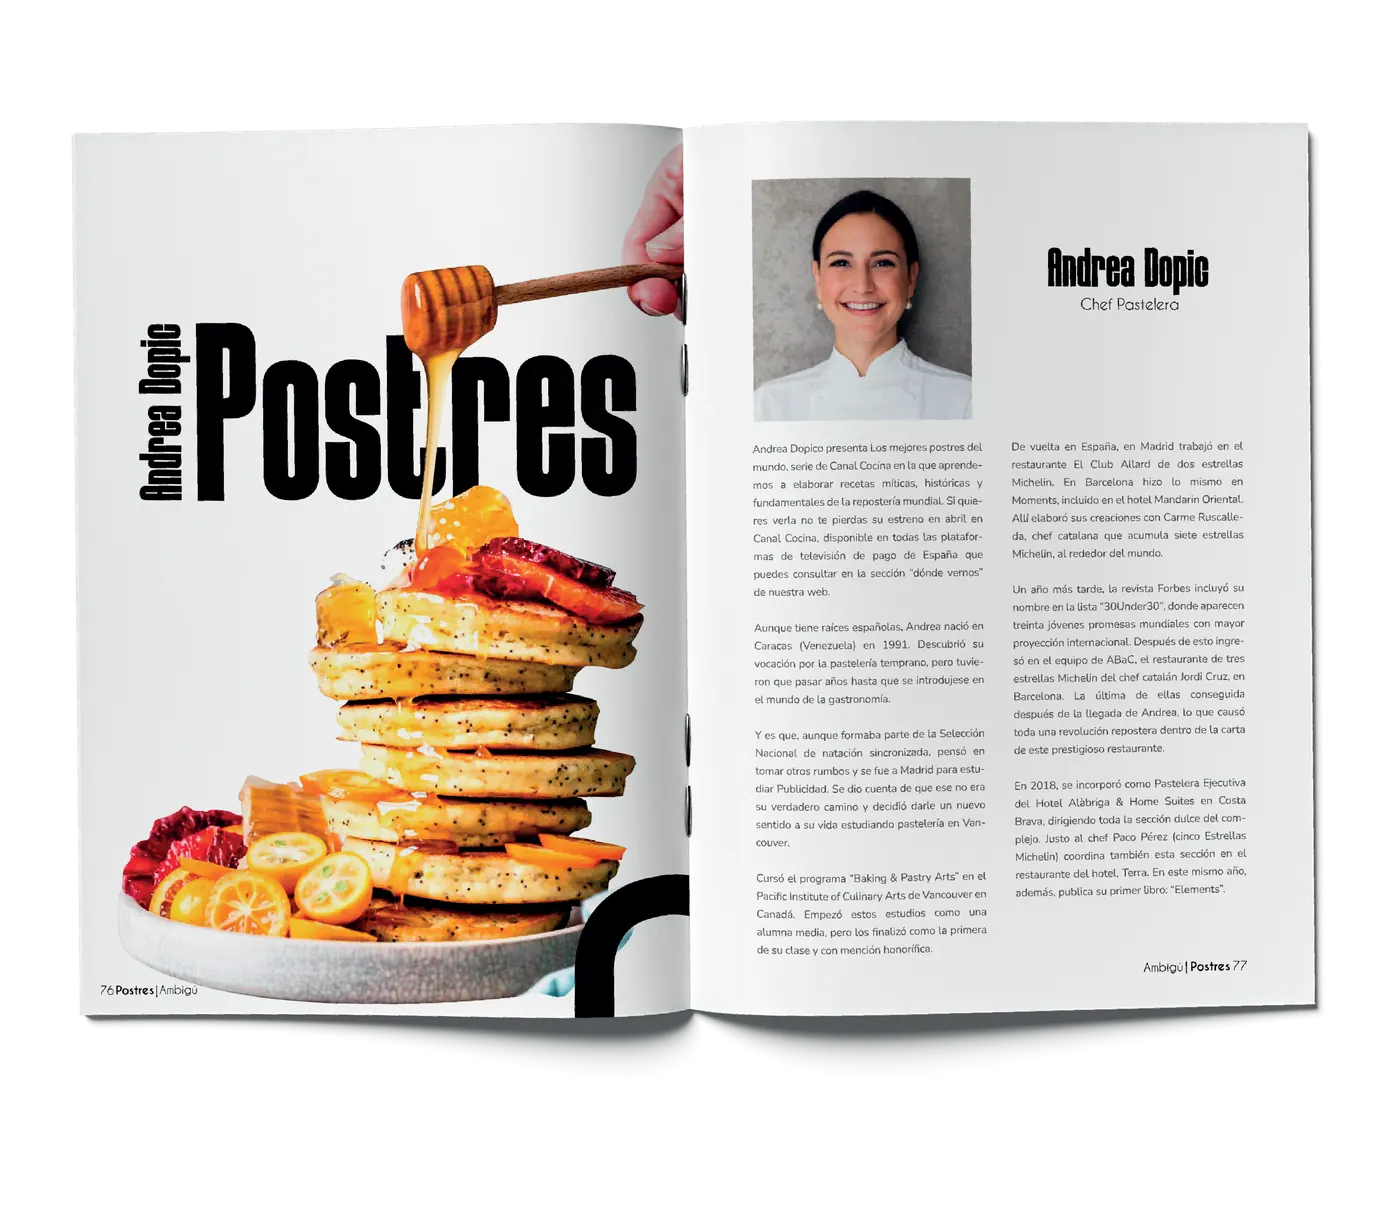 Andrea Dopic
Postres
76 Postres|Ambigú
Andrea Dopic
Chef Pastelera
Andrea Dopico presenta Los mejores postres del
mundo, serie de Canal Cocina en la que aprende-
mos a elaborar recetas míticas, históricas y
fundamentales de la repostería mundial. Si quie-
res verla no te pierdas su estreno en abril en
Canal Cocina, disponible en todas las platafor-
mas de televisión de pago de España que
puedes consultar en la sección “dónde vernos”
de nuestra web.
Aunque tiene raíces españolas, Andrea nació en
Caracas (Venezuela) en 1991. Descubrió su
vocación por la pastelería temprano, pero tuvie-
ron que pasar años hasta que se introdujese en
el mundo de la gastronomía.
Y es que, aunque formaba parte de la Selección
Nacional de natación sincronizada, pensó en
tomar otros rumbos y se fue a Madrid para estu-
diar Publicidad. Se dio cuenta de que ese no era
su verdadero camino y decidió darle un nuevo
sentido a su vida estudiando pastelería en Van-
couver.
Cursó el programa “Baking & Pastry Arts” en el
Pacific Institute of Culinary Arts de Vancouver en
Canadá. Empezó estos estudios como una
alumna media, pero los finalizó como la primera
de su clase y con mención honorífica.
De vuelta en España, en Madrid trabajó en el
restaurante El Club Allard de dos estrellas
Michelin. En Barcelona hizo lo mismo en
Moments, incluido en el hotel Mandarin Oriental.
Allí elaboró sus creaciones con Carme Ruscalle-
da, chef catalana que acumula siete estrellas
Michelin, al rededor del mundo.
Un año más tarde, la revista Forbes incluyó su
nombre en la lista “30Under30”, donde aparecen
treinta jóvenes promesas mundiales con mayor
proyección internacional. Después de esto ingre-
só en el equipo de ABaC, el restaurante de tres
estrellas Michelin del chef catalán Jordi Cruz, en
Barcelona. La última de ellas conseguida
después de la llegada de Andrea, lo que causó
toda una revolución repostera dentro de la carta
de este prestigioso restaurante.
En 2018, se incorporó como Pastelera Ejecutiva
del Hotel Alàbriga & Home Suites en Costa
Brava, dirigiendo toda la sección dulce del com-
plejo. Justo al chef Paco Pérez (cinco Estrellas
Michelin) coordina también esta sección en el
restaurante del hotel, Terra. En este mismo año,
además, publica su primer libro: “Elements”.
Ambigú|Postres 77